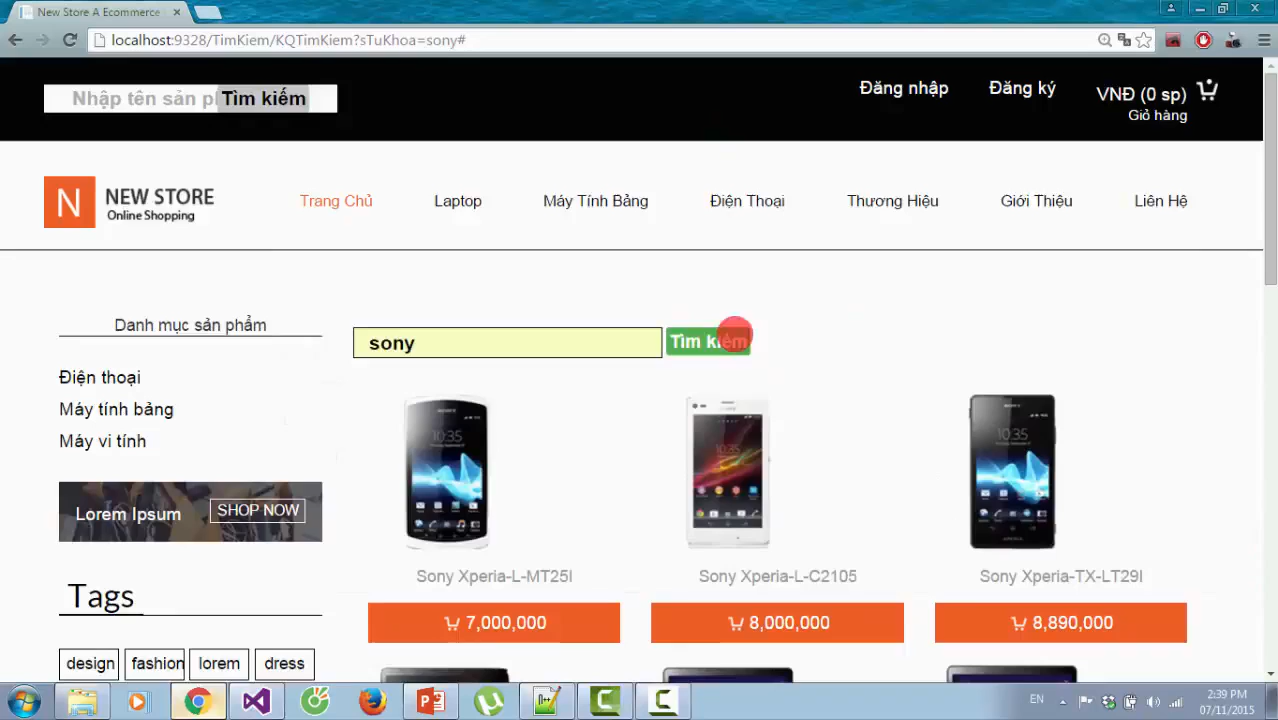 New Store A Ecommerce
localhost:9328/TimKiem/KQTimKiem?sTuKhoa=sony#
Nhập tên sản ph Tìm kiếm
Đăng nhập Đăng ký VNĐ (0 sp)
Giỏ hàng
N NEW STORE
Online Shopping
Trang Chủ Laptop Máy Tính Bảng Điện Thoại Thương Hiệu Giới Thiệu Liên Hệ
Danh mục sản phẩm
Điện thoại
Máy tính bảng
Máy vi tính
Lorem Ipsum SHOP NOW
Tags
design fashion lorem dress
sony Tìm kiếm
Sony Xperia-L-MT25I Sony Xperia-L-C2105 Sony Xperia-TX-LT29I
7,000,000 8,000,000 8,890,000
EN 2:39 PM
07/11/2015